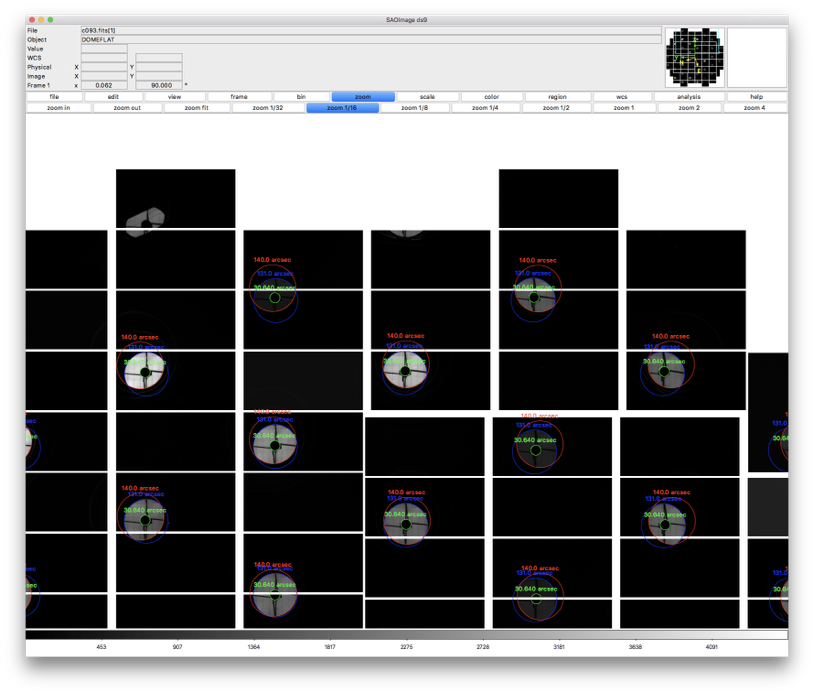 SAOImage ds9
File c093.fits[1]
Object DOMEFLAT
Value
WCS
Physical X Y
Image X Y
Frame 1 x 0.062 90.000 °
file edit view frame bin zoom scale color region wcs analysis help
zoom in zoom out zoom fit zoom 1/32 zoom 1/16 zoom 1/8 zoom 1/4 zoom 1/2 zoom 1 zoom 2 zoom 4
140.0 arcsec
131.0 arcsec
30.640 arcsec
140.0 arcsec
131.0 arcsec
30.640 arcsec
140.0 arcsec
131.0 arcsec
30.640 arcsec
140.0 arcsec
131.0 arcsec
30.640 arcsec
140.0 arcsec
131.0 arcsec
30.640 arcsec
140.0 arcsec
131.0 arcsec
30.640 arcsec
140.0 arcsec
131.0 arcsec
30.640 arcsec
140.0 arcsec
131.0 arcsec
30.640 arcsec
140.0 arcsec
131.0 arcsec
30.640 arcsec
140.0 arcsec
131.0 arcsec
30.640 arcsec
140.0 arcsec
131.0 arcsec
30.640 arcsec
140.0 arcsec
131.0 arcsec
30.640 arcsec
453 907 1364 1817 2275 2728 3181 3638 4091